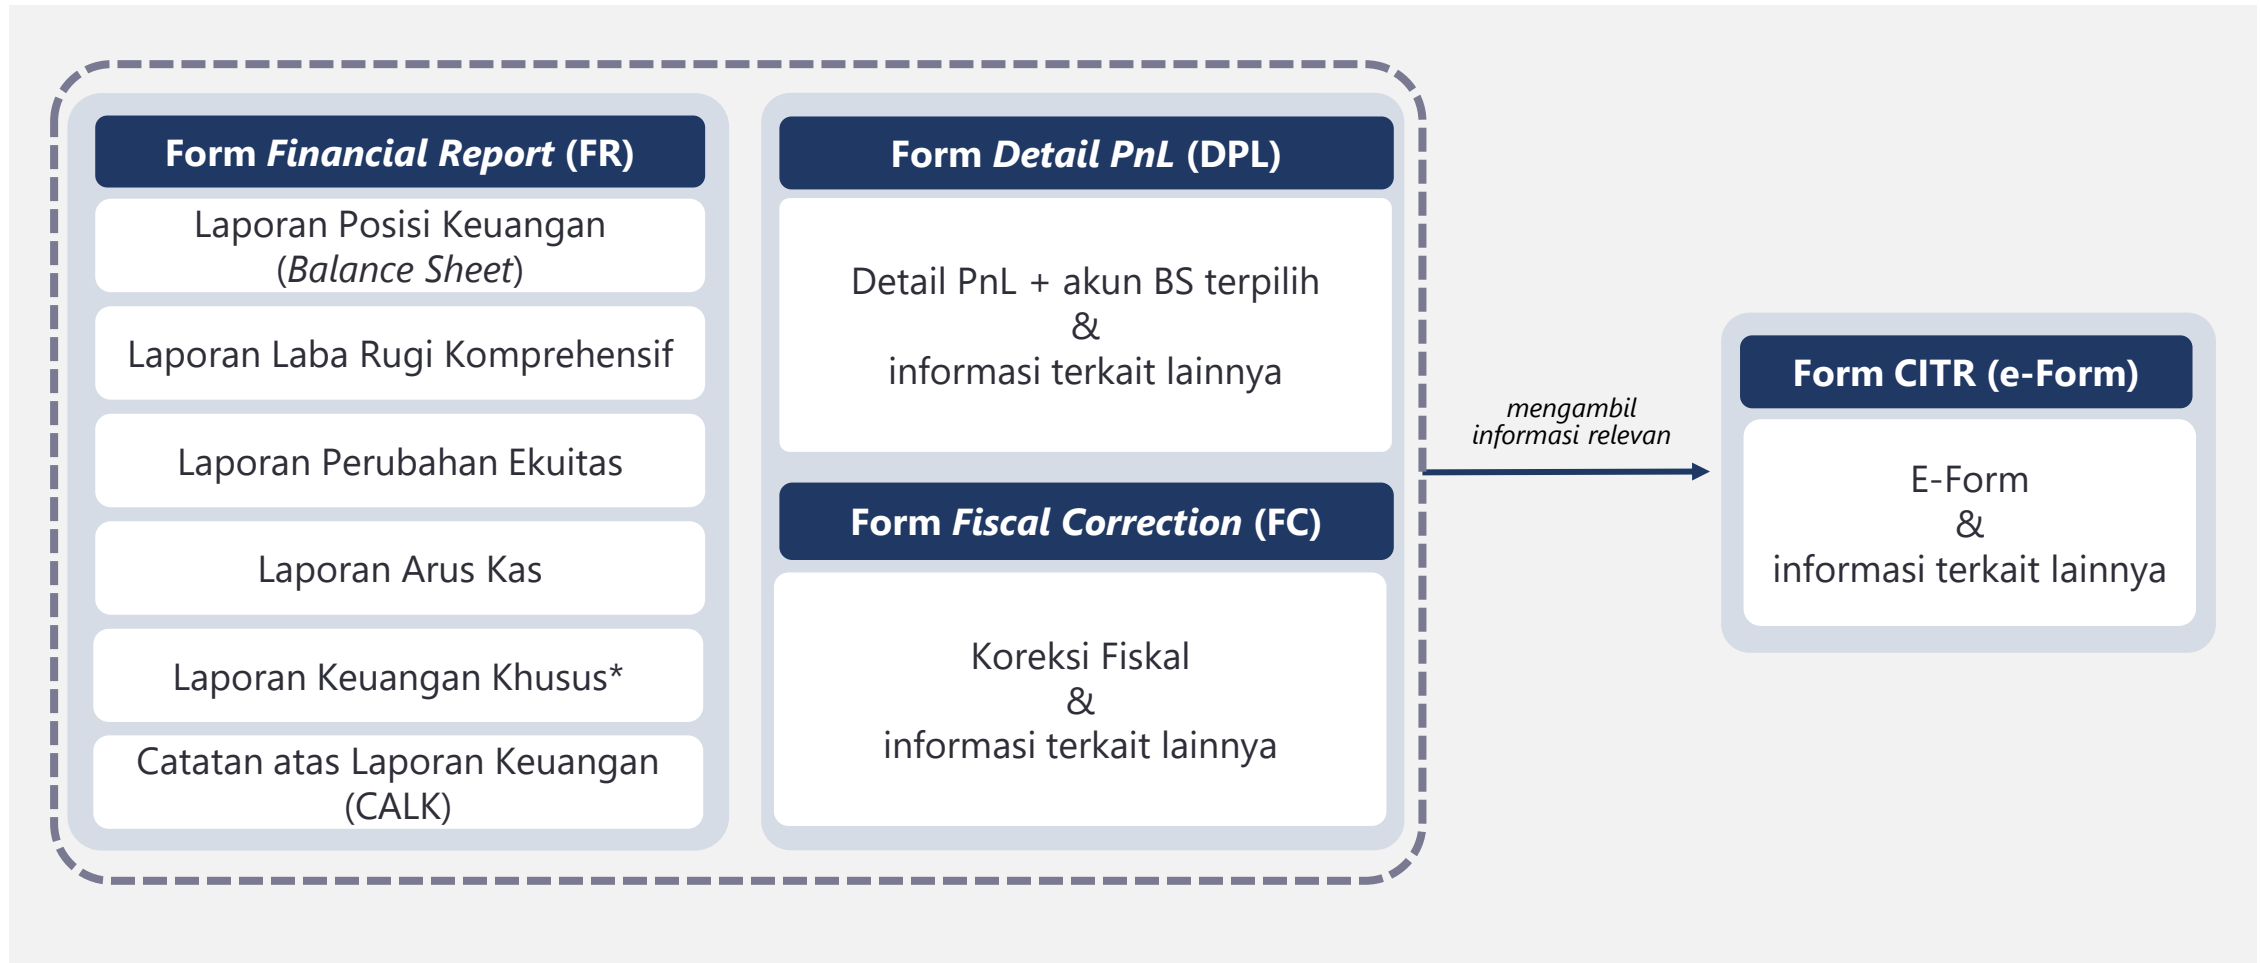 Form Financial Report (FR)
Laporan Posisi Keuangan
(Balance Sheet)
Laporan Laba Rugi Komprehensif
Laporan Perubahan Ekuitas
Laporan Arus Kas
Laporan Keuangan Khusus*
Catatan atas Laporan Keuangan
(CALK)
Form Detail PnL (DPL)
Detail PnL + akun BS terpilih
&
informasi terkait lainnya
Form Fiscal Correction (FC)
Koreksi Fiskal
&
informasi terkait lainnya
mengambil
informasi relevan
Form CITR (e-Form)
E-Form
&
informasi terkait lainnya